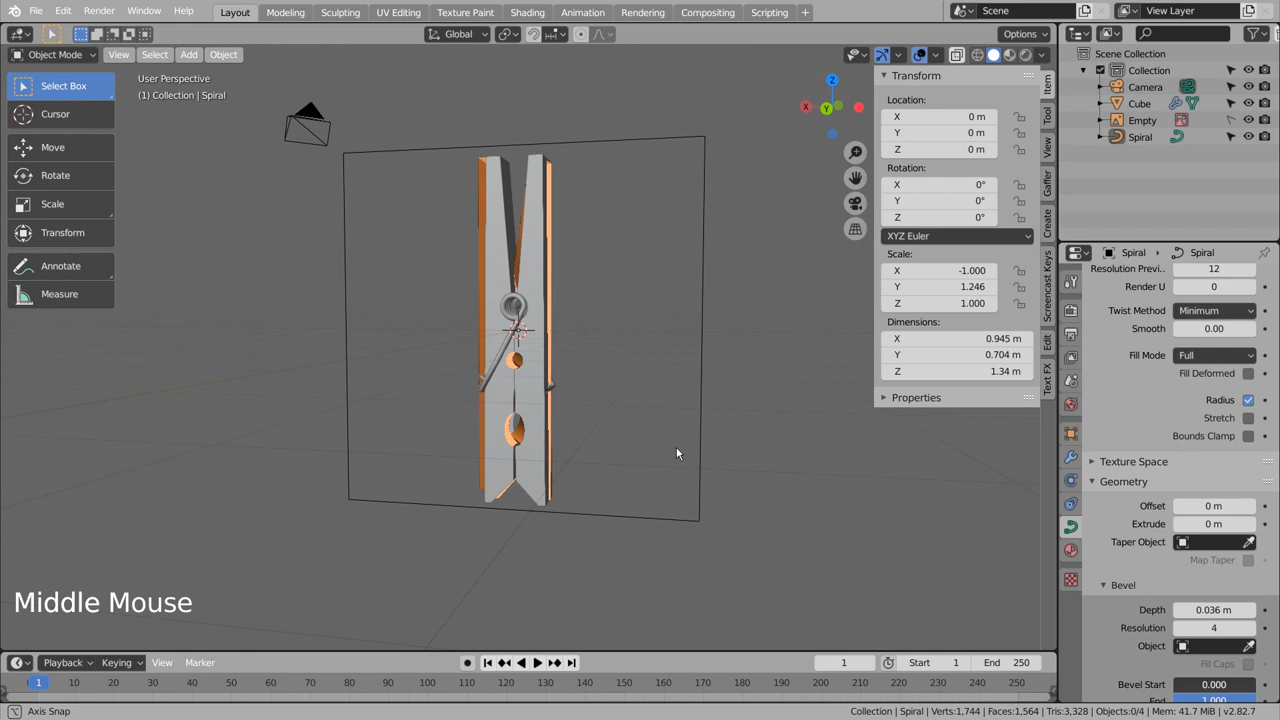 File Edit Render Window Help Layout Modeling Sculpting UV Editing Texture Paint Shading Animation Rendering Compositing Scripting + Scene View Layer
Global Options
Object Mode View Select Add Object
Select Box
Cursor
Move
Rotate
Scale
Transform
Annotate
Measure
User Perspective
(1) Collection | Spiral
Z
X
Y
Transform
Location:
X 0 m
Y 0 m
Z 0 m
Rotation:
X 0°
Y 0°
Z 0°
XYZ Euler
Scale:
X -1.000
Y 1.246
Z 1.000
Dimensions:
X 0.945 m
Y 0.704 m
Z 1.34 m
Properties
Item
Tool
View
Gaffer
Create
Screencast Keys
Edit
Text FX
Scene Collection
Collection
Camera
Cube
Empty
Spiral
Spiral Spiral
Resolution Previ.. 12
Render U 0
Twist Method Minimum
Smooth 0.00
Fill Mode Full
Fill Deformed
Radius
Stretch
Bounds Clamp
Texture Space
Geometry
Offset 0 m
Extrude 0 m
Taper Object
Map Taper
Bevel
Depth 0.036 m
Resolution 4
Object
Fill Caps
Bevel Start 0.000
End 1.000
Middle Mouse
Playback Keying View Marker 1 Start 1 End 250
1 10 20 30 40 50 60 70 80 90 100 110 120 130 140 150 160 170 180 190 200 210 220 230 240 250
Axis Snap
Collection | Spiral | Verts:1,744 | Faces:1,564 | Tris:3,328 | Objects:0/4 | Mem: 41.7 MiB | v2.82.7